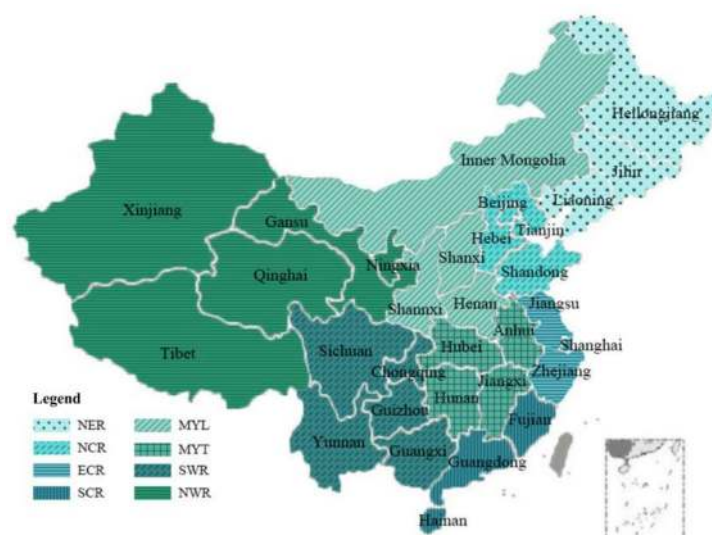 Heilongjiang
Jihir
Liaoning
Inner Mongolia
Beijing
Tianjin
Hebei
Shanxi
Shandong
Xinjiang
Gansu
Ningxia
Qinghai
Shannxi
Henan
Jiangsu
Anhui
Shanghai
Tibet
Sichuan
Hubei
Chongqing
Zhejiang
Hunan
Jiangxi
Guizhou
Fujian
Yunnan
Guangxi
Guangdong
Hainan
Legend
NER
MYL
NCR
MYT
ECR
SWR
SCR
NWR